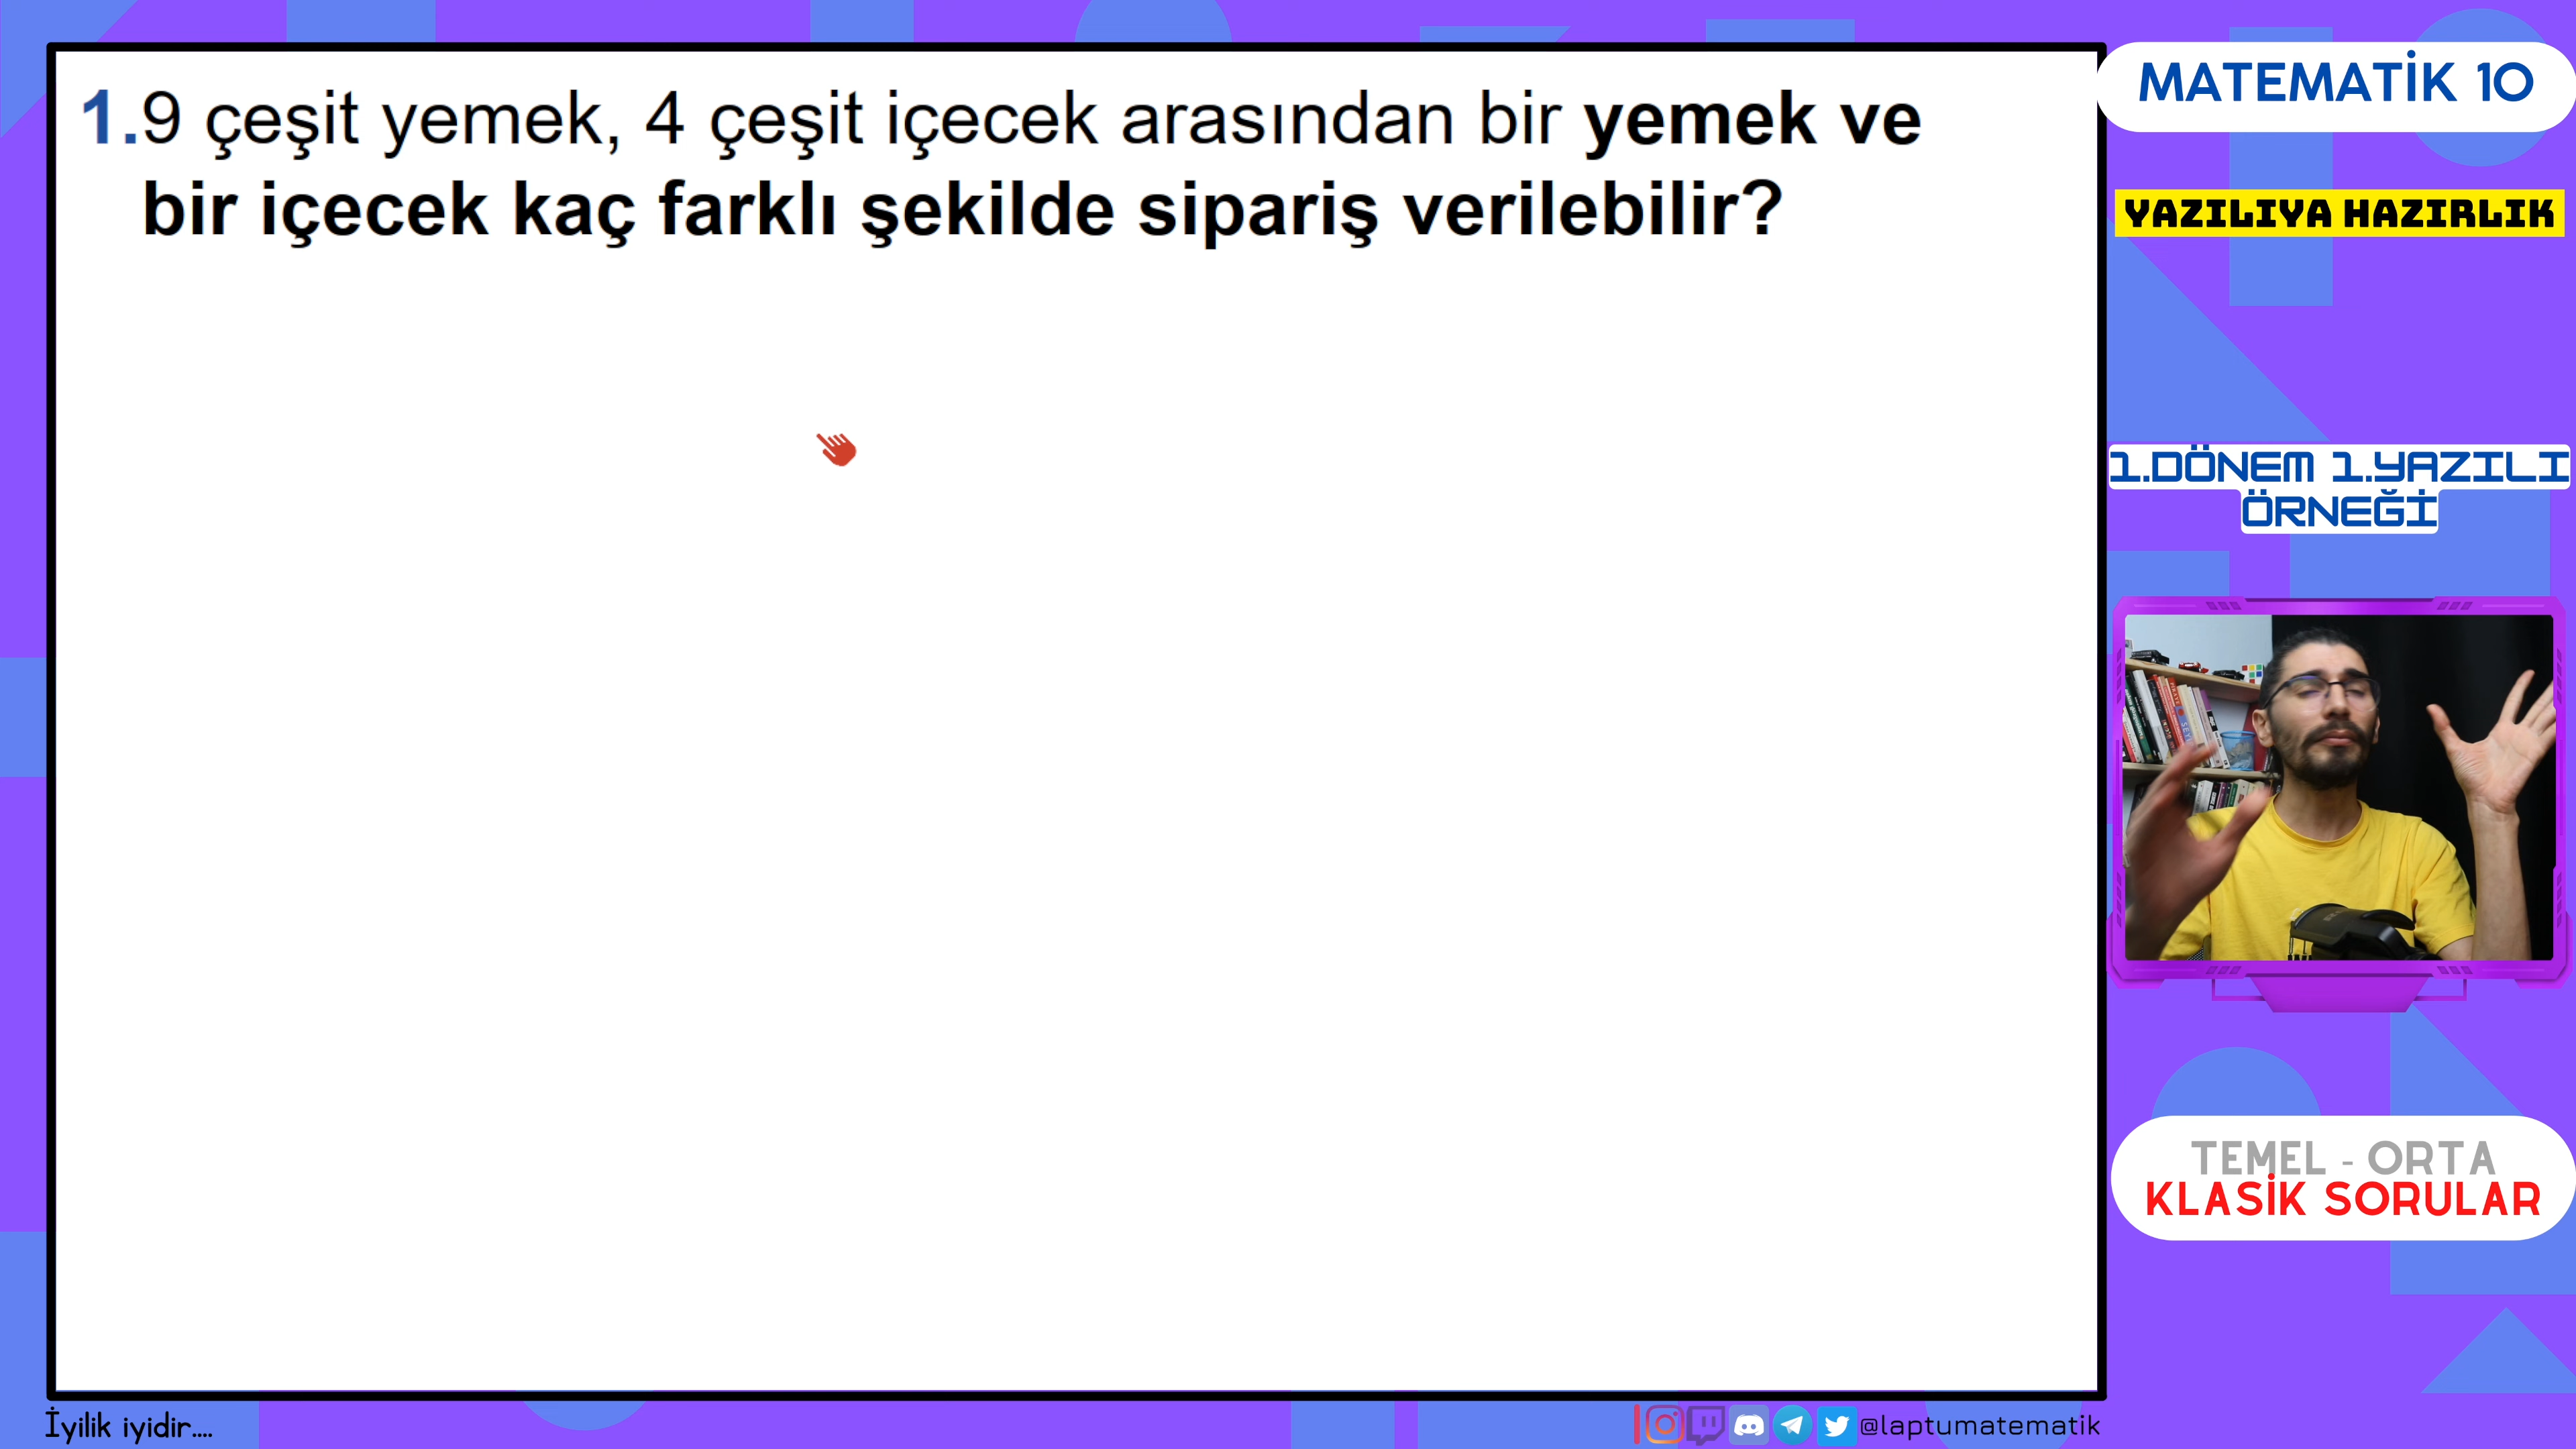 1.9 çeşit yemek, 4 çeşit içecek arasından bir yemek ve
bir içecek kaç farklı şekilde sipariş verilebilir?
MATEMATİK 10
YAZILIYA HAZIRLIK
1.DÖNEM 1.YAZILI
ÖRNEĞİ
TEMEL - ORTA
KLASİK SORULAR
İyilik iyidir....
@laptumatematik